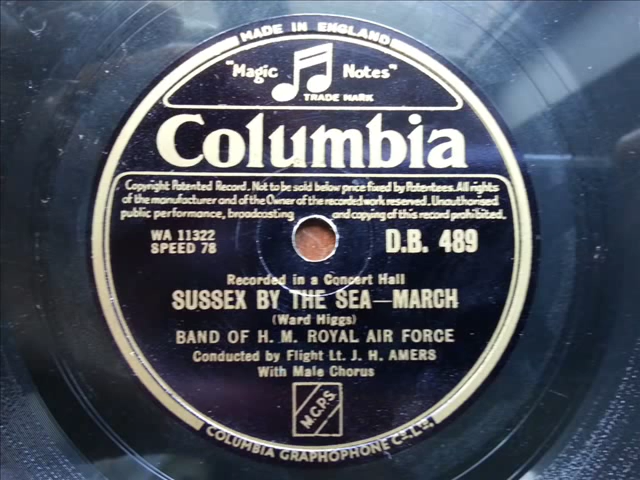 MADE IN ENGLAND
"Magic Notes"
TRADE MARK
Columbia
Copyright Patented Record. Not to be sold below price fixed by Patentees. All rights
of the manufacturer and of the Owner of the recorded work reserved. Unauthorised
public performance, broadcasting and copying of this record prohibited.
WA 11322
SPEED 78
D.B. 489
Recorded in a Concert Hall
SUSSEX BY THE SEA—MARCH
(Ward Higgs)
BAND OF H. M. ROYAL AIR FORCE
Conducted by Flight Lt. J. H. AMERS
With Male Chorus
M.C.P.S.
COLUMBIA GRAPHOPHONE Co. Ltd.